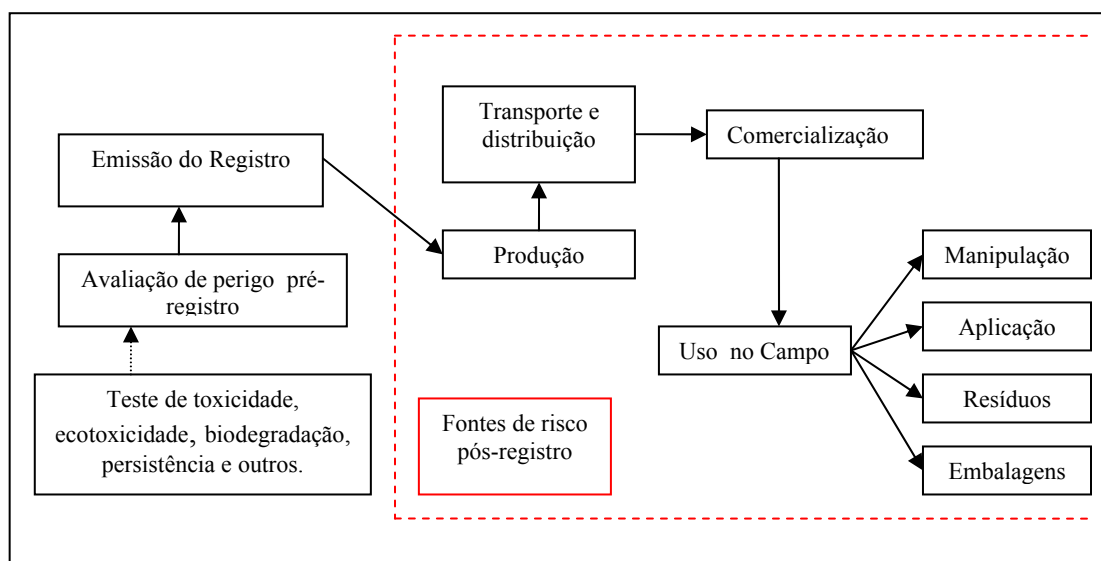 Emissão do Registro
Avaliação de perigo pré-
registro
Teste de toxicidade,
ecotoxicidade, biodegradação,
persistência e outros.
Transporte e
distribuição
Comercialização
Produção
Uso no Campo
Manipulação
Aplicação
Resíduos
Embalagens
Fontes de risco
pós-registro